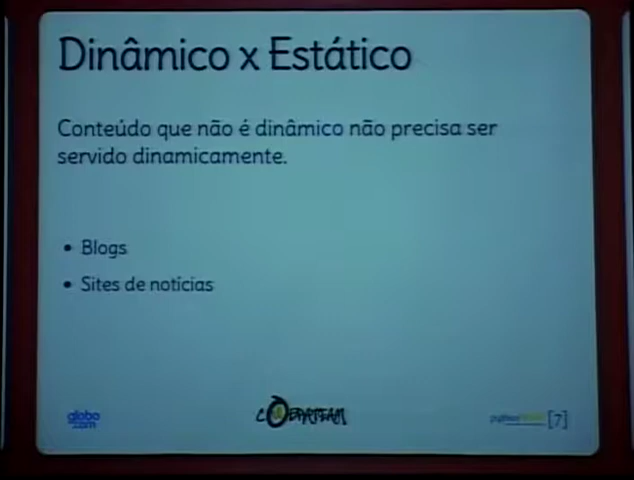 Dinâmico x Estático
Conteúdo que não é dinâmico não precisa ser
servido dinamicamente.
• Blogs
• Sites de notícias
globo
.com
[7]